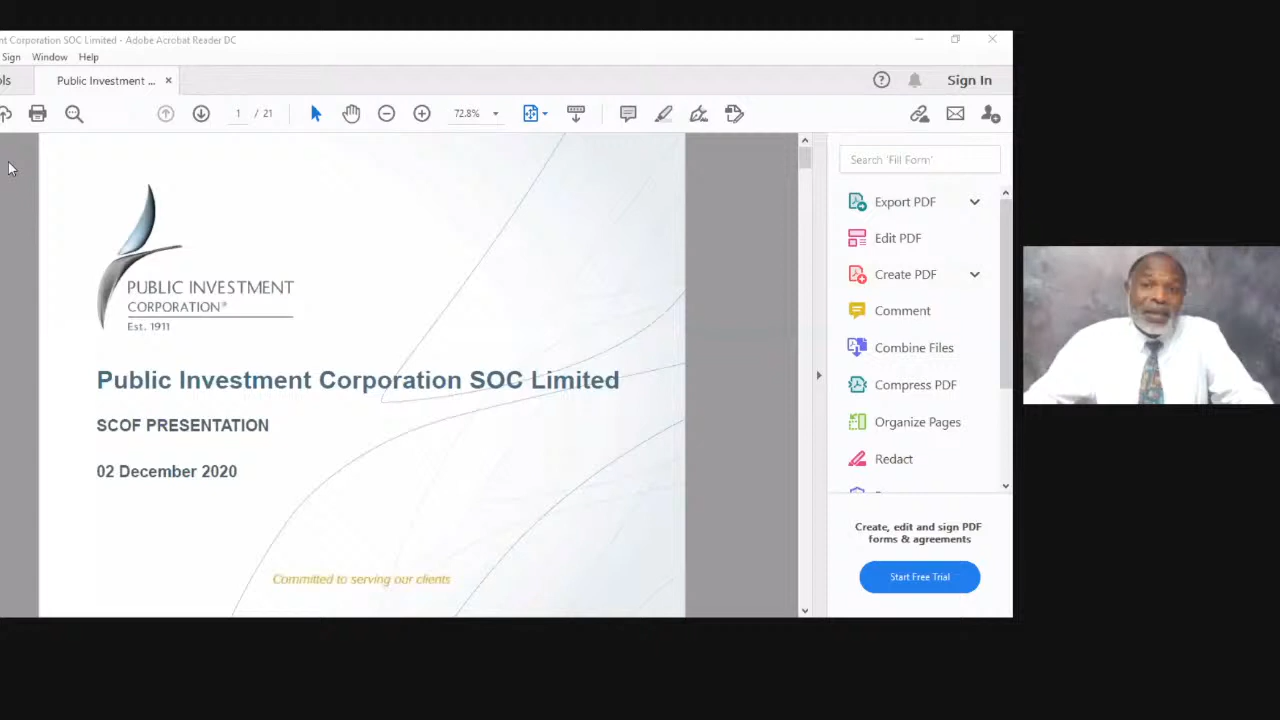 nt Corporation SOC Limited - Adobe Acrobat Reader DC
Sign Window Help
ols
Public Investment ...
Sign In
1 / 21
72.8%
Search 'Fill Form'
Export PDF
Edit PDF
Create PDF
Comment
Combine Files
Compress PDF
Organize Pages
Redact
Create, edit and sign PDF
forms & agreements
Start Free Trial
PUBLIC INVESTMENT
CORPORATION®
Est. 1911
Public Investment Corporation SOC Limited
SCOF PRESENTATION
02 December 2020
Committed to serving our clients